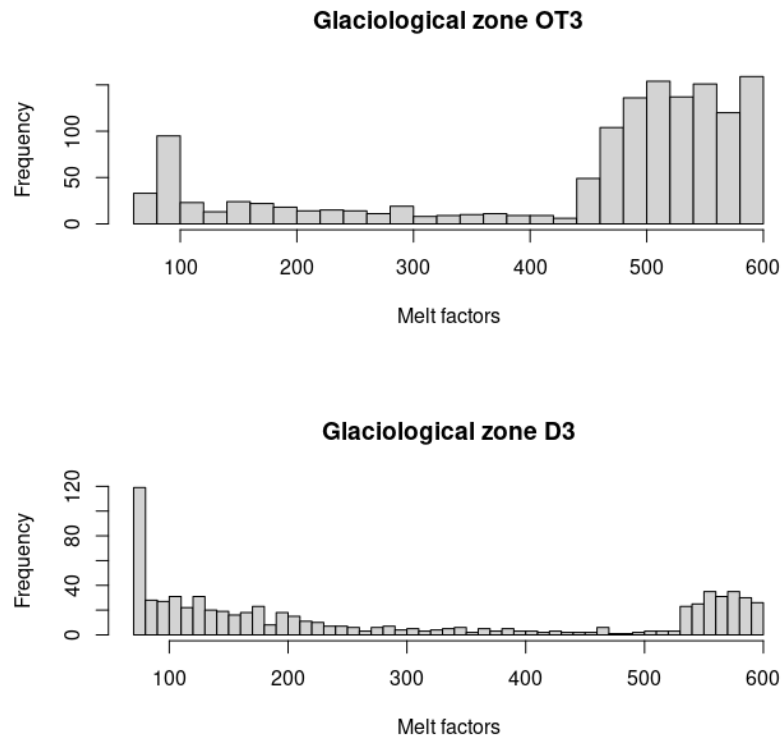 Glaciological zone OT3
Frequency
0 50 100
100 200 300 400 500 600
Melt factors
Glaciological zone D3
Frequency
0 40 80 120
100 200 300 400 500 600
Melt factors